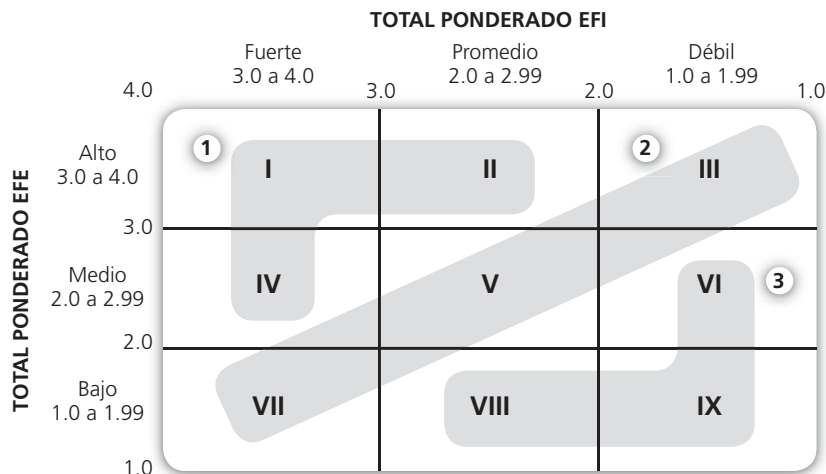 TOTAL PONDERADO EFI
Fuerte
3.0 a 4.0
Promedio
2.0 a 2.99
Débil
1.0 a 1.99
4.0
3.0
2.0
1.0
TOTAL PONDERADO EFE
Alto
3.0 a 4.0
1
I
II
2
III
3.0
Medio
2.0 a 2.99
IV
V
VI
3
2.0
Bajo
1.0 a 1.99
VII
VIII
IX
1.0